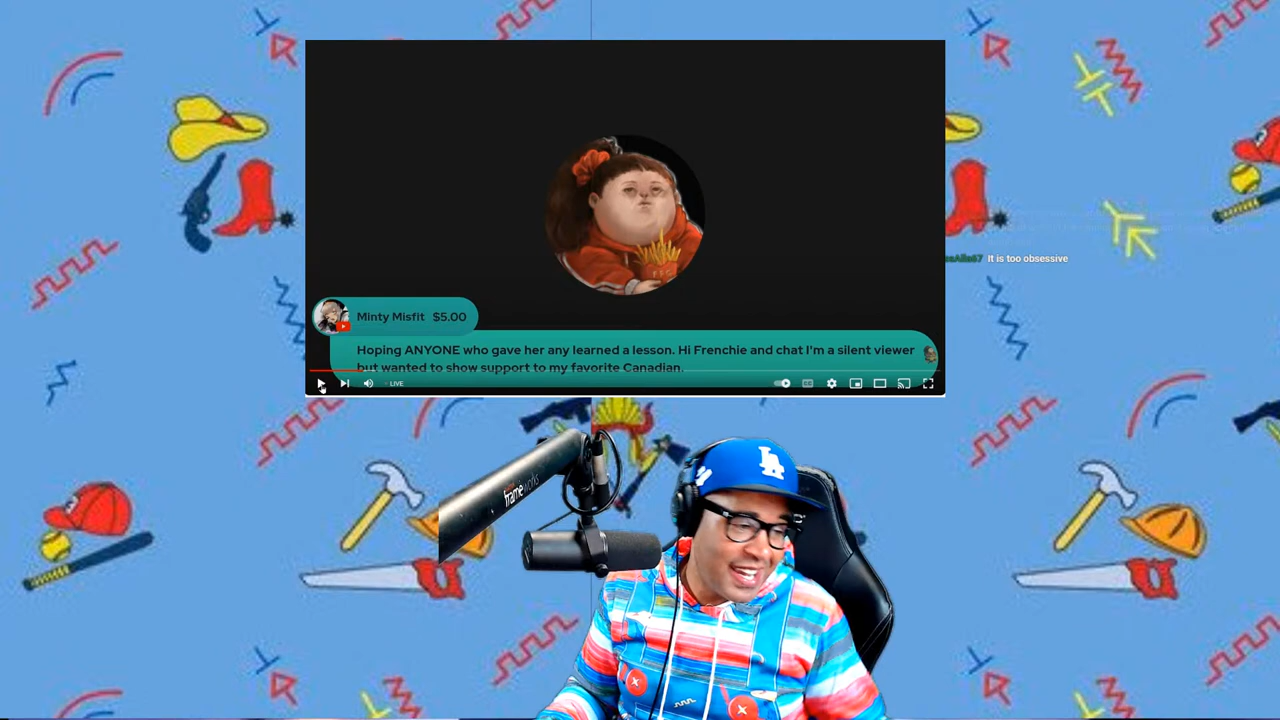 Minty Misfit $5.00
Hoping ANYONE who gave her any learned a lesson. Hi Frenchie and chat I'm a silent viewer
but wanted to show support to my favorite Canadian.
LIVE
It is too obsessive
frameworks
LA